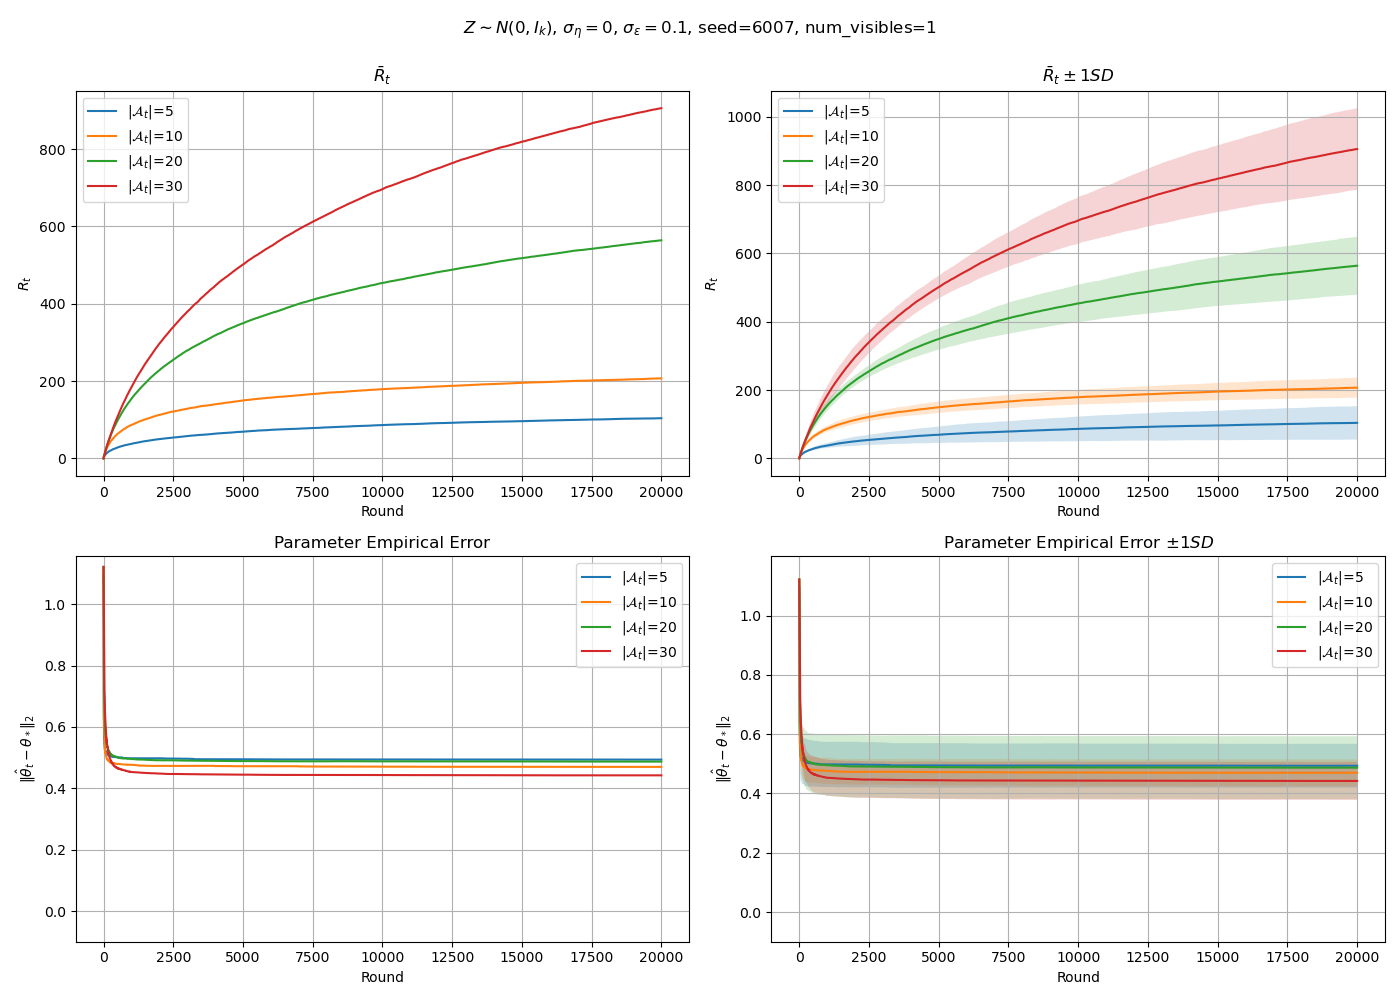 Z ∼ N(0, I_k), σ_η = 0, σ_ε = 0.1, seed=6007, num_visibles=1
R̄_t
R̄_t ± 1SD
|𝒜_t|=5
|𝒜_t|=10
|𝒜_t|=20
|𝒜_t|=30
R_t
800
600
400
200
0
0 2500 5000 7500 10000 12500 15000 17500 20000
Round
|𝒜_t|=5
|𝒜_t|=10
|𝒜_t|=20
|𝒜_t|=30
R_t
1000
800
600
400
200
0
0 2500 5000 7500 10000 12500 15000 17500 20000
Round
Parameter Empirical Error
|𝒜_t|=5
|𝒜_t|=10
|𝒜_t|=20
|𝒜_t|=30
‖θ̂_t − θ_*‖₂
1.0
0.8
0.6
0.4
0.2
0.0
0 2500 5000 7500 10000 12500 15000 17500 20000
Round
Parameter Empirical Error ±1SD
|𝒜_t|=5
|𝒜_t|=10
|𝒜_t|=20
|𝒜_t|=30
‖θ̂_t − θ_*‖₂
1.0
0.8
0.6
0.4
0.2
0.0
0 2500 5000 7500 10000 12500 15000 17500 20000
Round